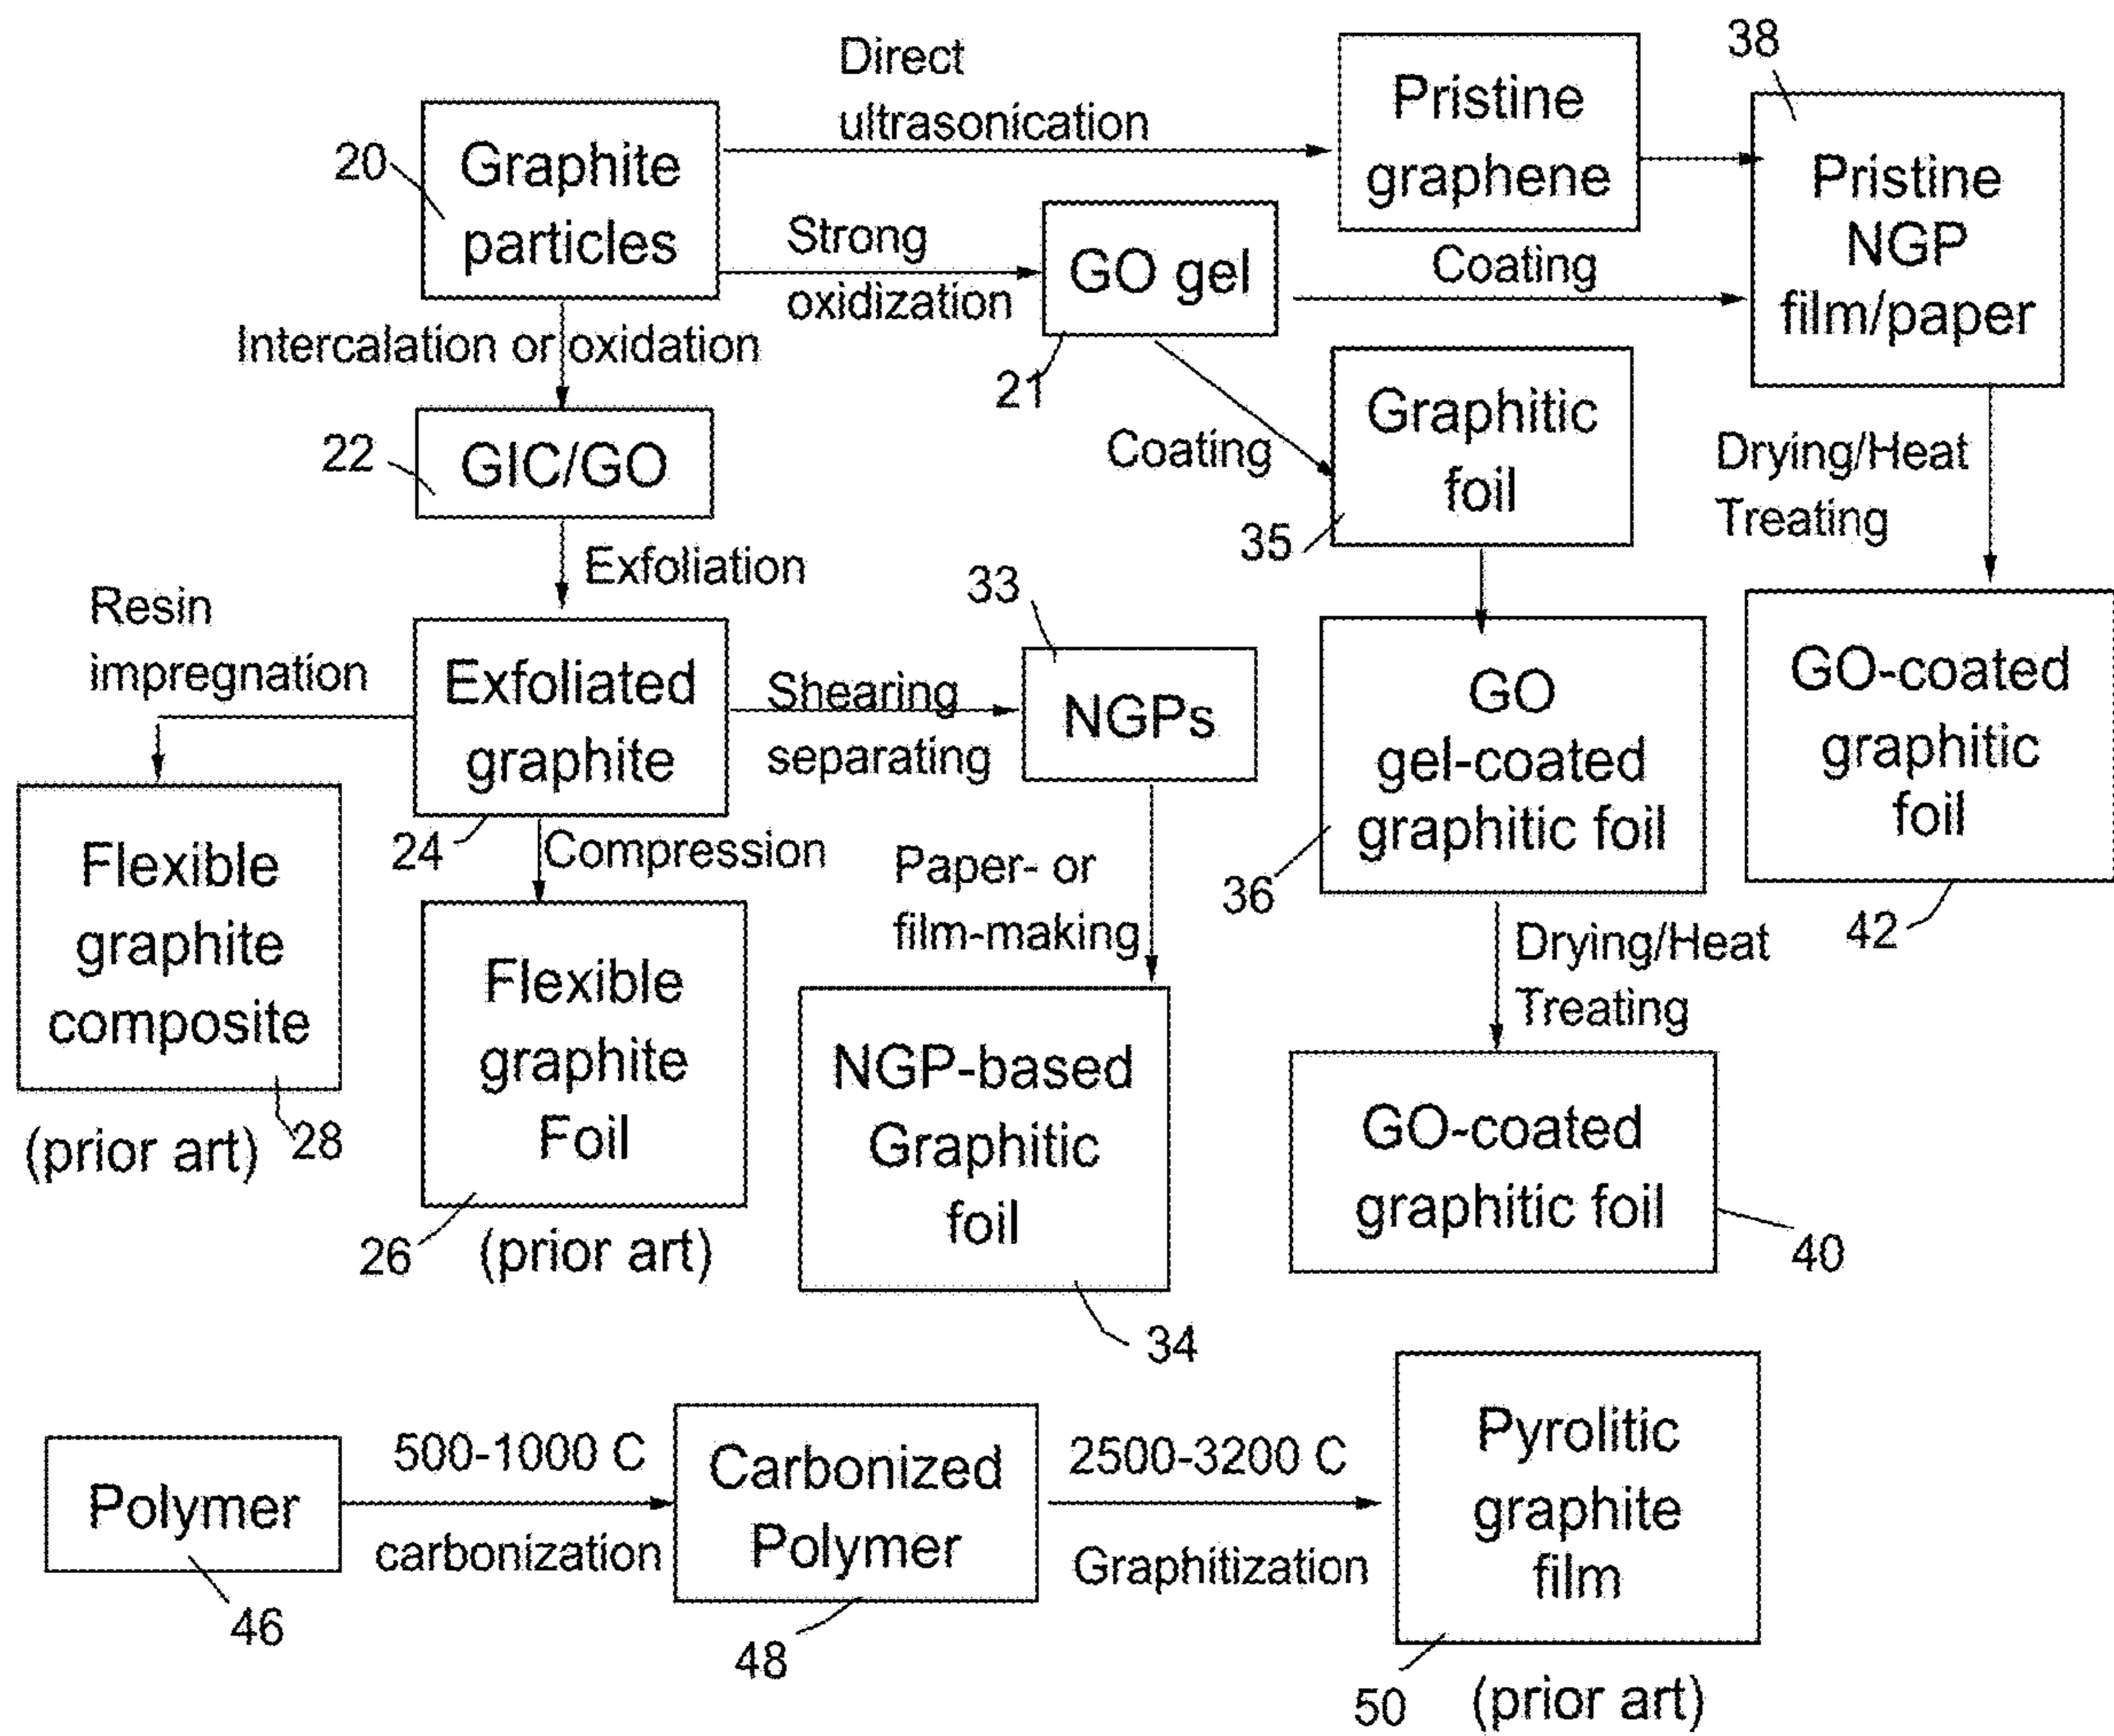 Direct
ultrasonication
38
Pristine
graphene
20
Graphite
particles
Pristine
NGP
film/paper
Strong
oxidization
GO gel
Coating
Intercalation or oxidation
21
22
GIC/GO
Coating
Graphitic
foil
35
Drying/Heat
Treating
Exfoliation
Resin
impregnation
33
Exfoliated
graphite
Shearing
separating
NGPs
GO
gel-coated
graphitic foil
GO-coated
graphitic
foil
24
Compression
Paper- or
film-making
36
42
Flexible
graphite
composite
Flexible
graphite
Foil
Drying/Heat
Treating
NGP-based
Graphitic
foil
GO-coated
graphitic foil
(prior art)
28
26
(prior art)
40
34
Polymer
500-1000 C
carbonization
Carbonized
Polymer
2500-3200 C
Graphitization
Pyrolitic
graphite
film
46
48
50
(prior art)